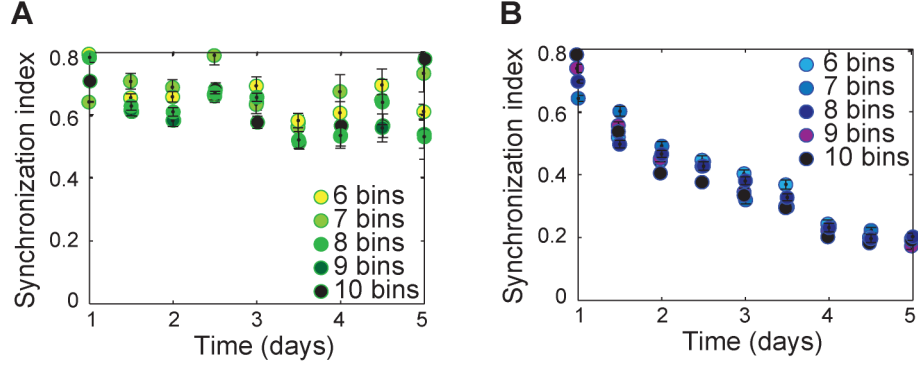 A
Synchronization index
0.8
0.6
0.4
0.2
0
1 2 3 4 5
Time (days)
6 bins
7 bins
8 bins
9 bins
10 bins
B
Synchronization index
0.8
0.6
0.4
0.2
0
1 2 3 4 5
Time (days)
6 bins
7 bins
8 bins
9 bins
10 bins